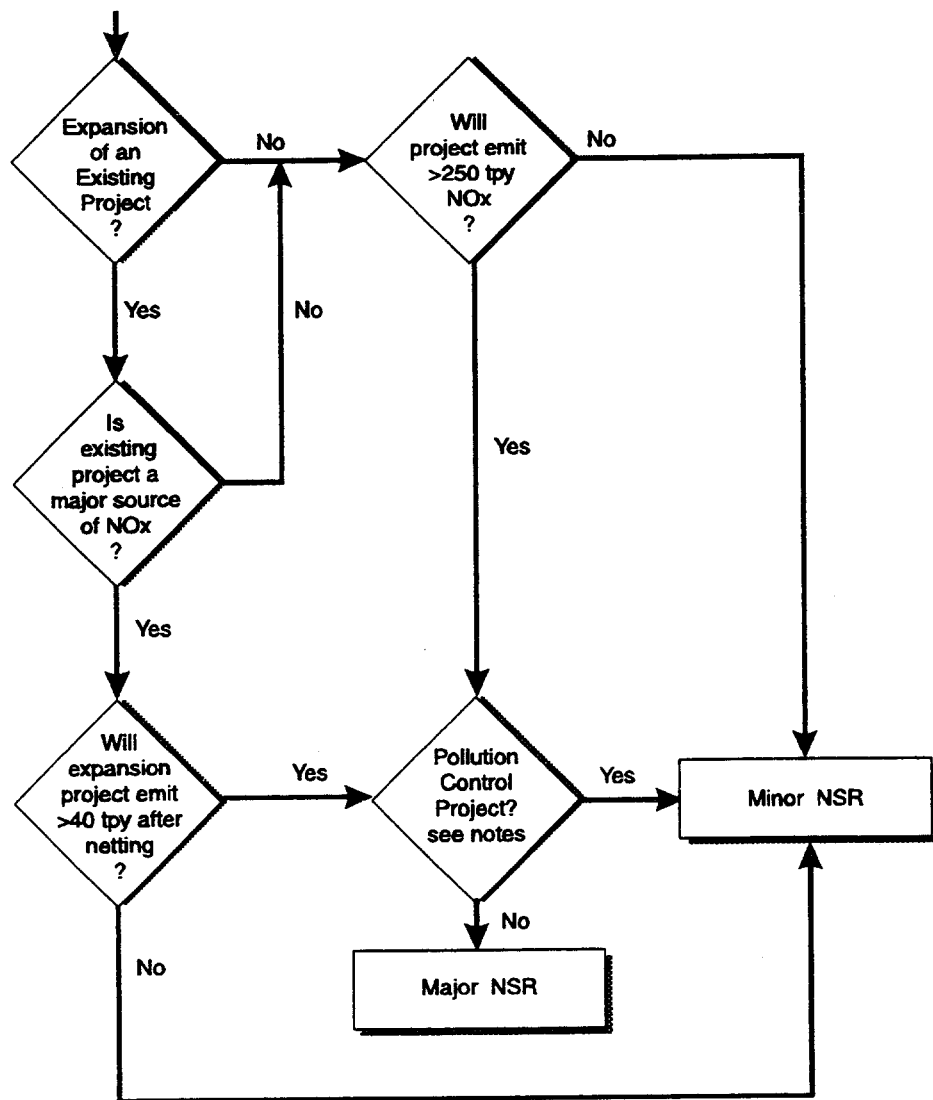 Expansion
of an
Existing
Project
?
No
Will
project emit
>250 tpy
NOx
?
No
Yes
No
Is
existing
project a
major source
of NOx
?
Yes
Yes
Will
expansion
project emit
>40 tpy after
netting
?
Yes
Pollution
Control
Project?
see notes
Yes
Minor NSR
No
No
Major NSR